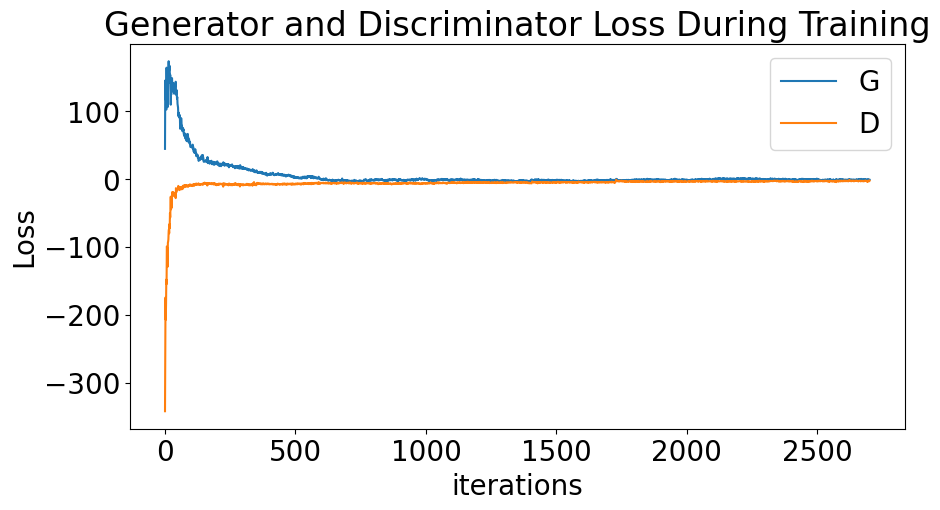 Generator and Discriminator Loss During Training
G
D
100
0
−100
−200
−300
Loss
0 500 1000 1500 2000 2500
iterations